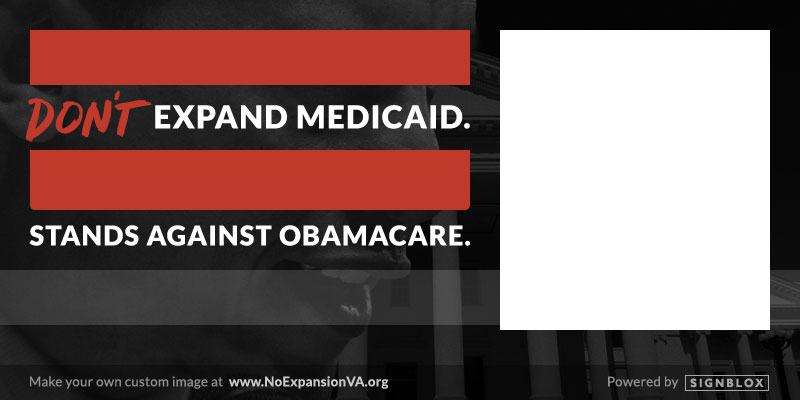 DON'T EXPAND MEDICAID.
STANDS AGAINST OBAMACARE.
Make your own custom image at www.NoExpansionVA.org
Powered by SIGNBLOX